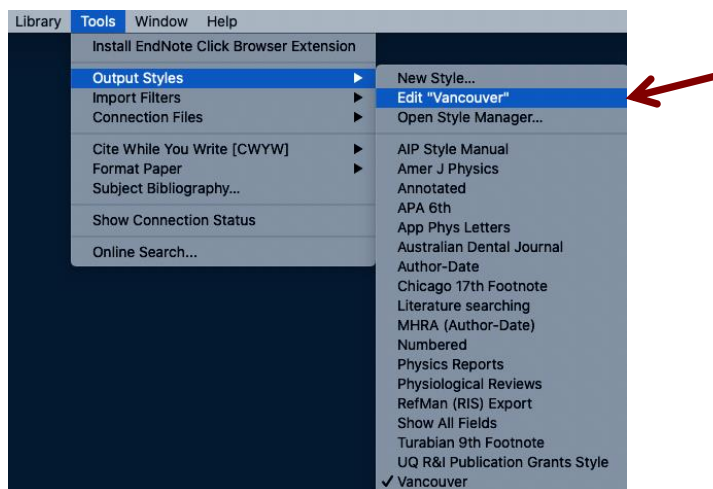 Library Tools Window Help
Install EndNote Click Browser Extension
Output Styles
Import Filters
Connection Files
Cite While You Write [CWYW]
Format Paper
Subject Bibliography...
Show Connection Status
Online Search...
New Style...
Edit "Vancouver"
Open Style Manager...
AIP Style Manual
Amer J Physics
Annotated
APA 6th
App Phys Letters
Australian Dental Journal
Author-Date
Chicago 17th Footnote
Literature searching
MHRA (Author-Date)
Numbered
Physics Reports
Physiological Reviews
RefMan (RIS) Export
Show All Fields
Turabian 9th Footnote
UQ R&I Publication Grants Style
✓ Vancouver